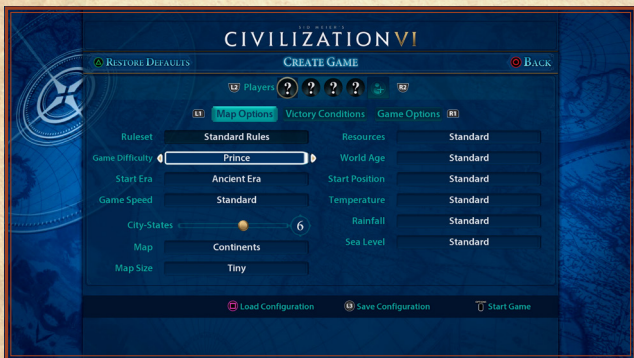 SID MEIER'S
CIVILIZATION VI
RESTORE DEFAULTS CREATE GAME BACK
L2 Players ? ? ? ? R2
L1 Map Options Victory Conditions Game Options R1
Ruleset Standard Rules Resources Standard
Game Difficulty Prince World Age Standard
Start Era Ancient Era Start Position Standard
Game Speed Standard Temperature Standard
City-States 6 Rainfall Standard
Map Continents Sea Level Standard
Map Size Tiny
Load Configuration L3 Save Configuration Start Game